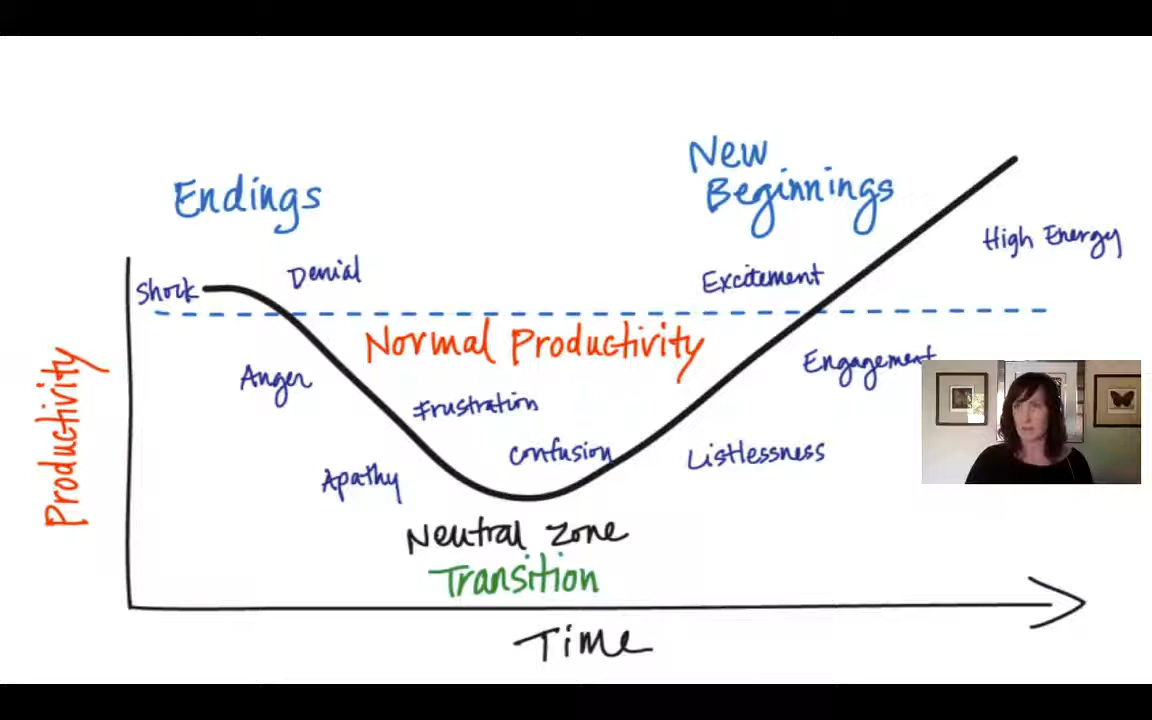 New
Beginnings
Endings
High Energy
Denial
Excitement
Shock
Normal Productivity
Engagement
Anger
Frustration
Confusion
Listlessness
Apathy
Productivity
Neutral Zone
Transition
Time